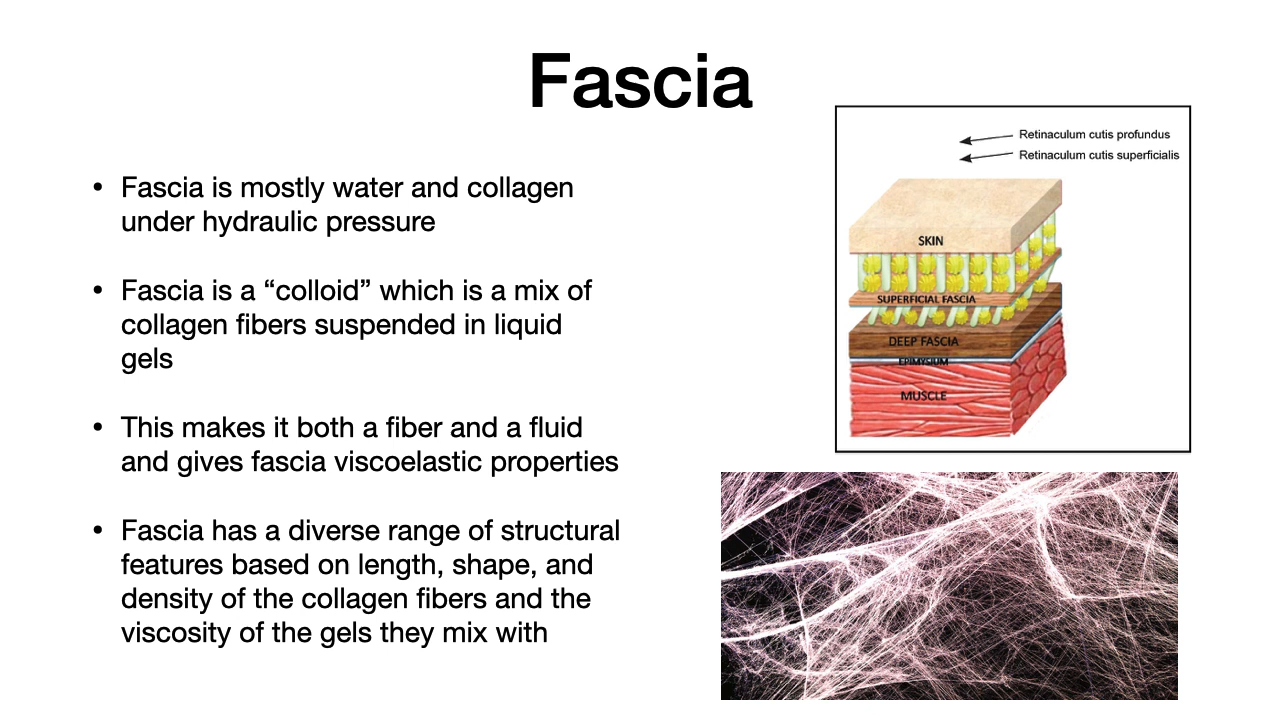 Fascia
• Fascia is mostly water and collagen
under hydraulic pressure
• Fascia is a “colloid” which is a mix of
collagen fibers suspended in liquid
gels
• This makes it both a fiber and a fluid
and gives fascia viscoelastic properties
• Fascia has a diverse range of structural
features based on length, shape, and
density of the collagen fibers and the
viscosity of the gels they mix with
Retinaculum cutis profundus
Retinaculum cutis superficialis
SKIN
SUPERFICIAL FASCIA
DEEP FASCIA
EPIMYSIUM
MUSCLE